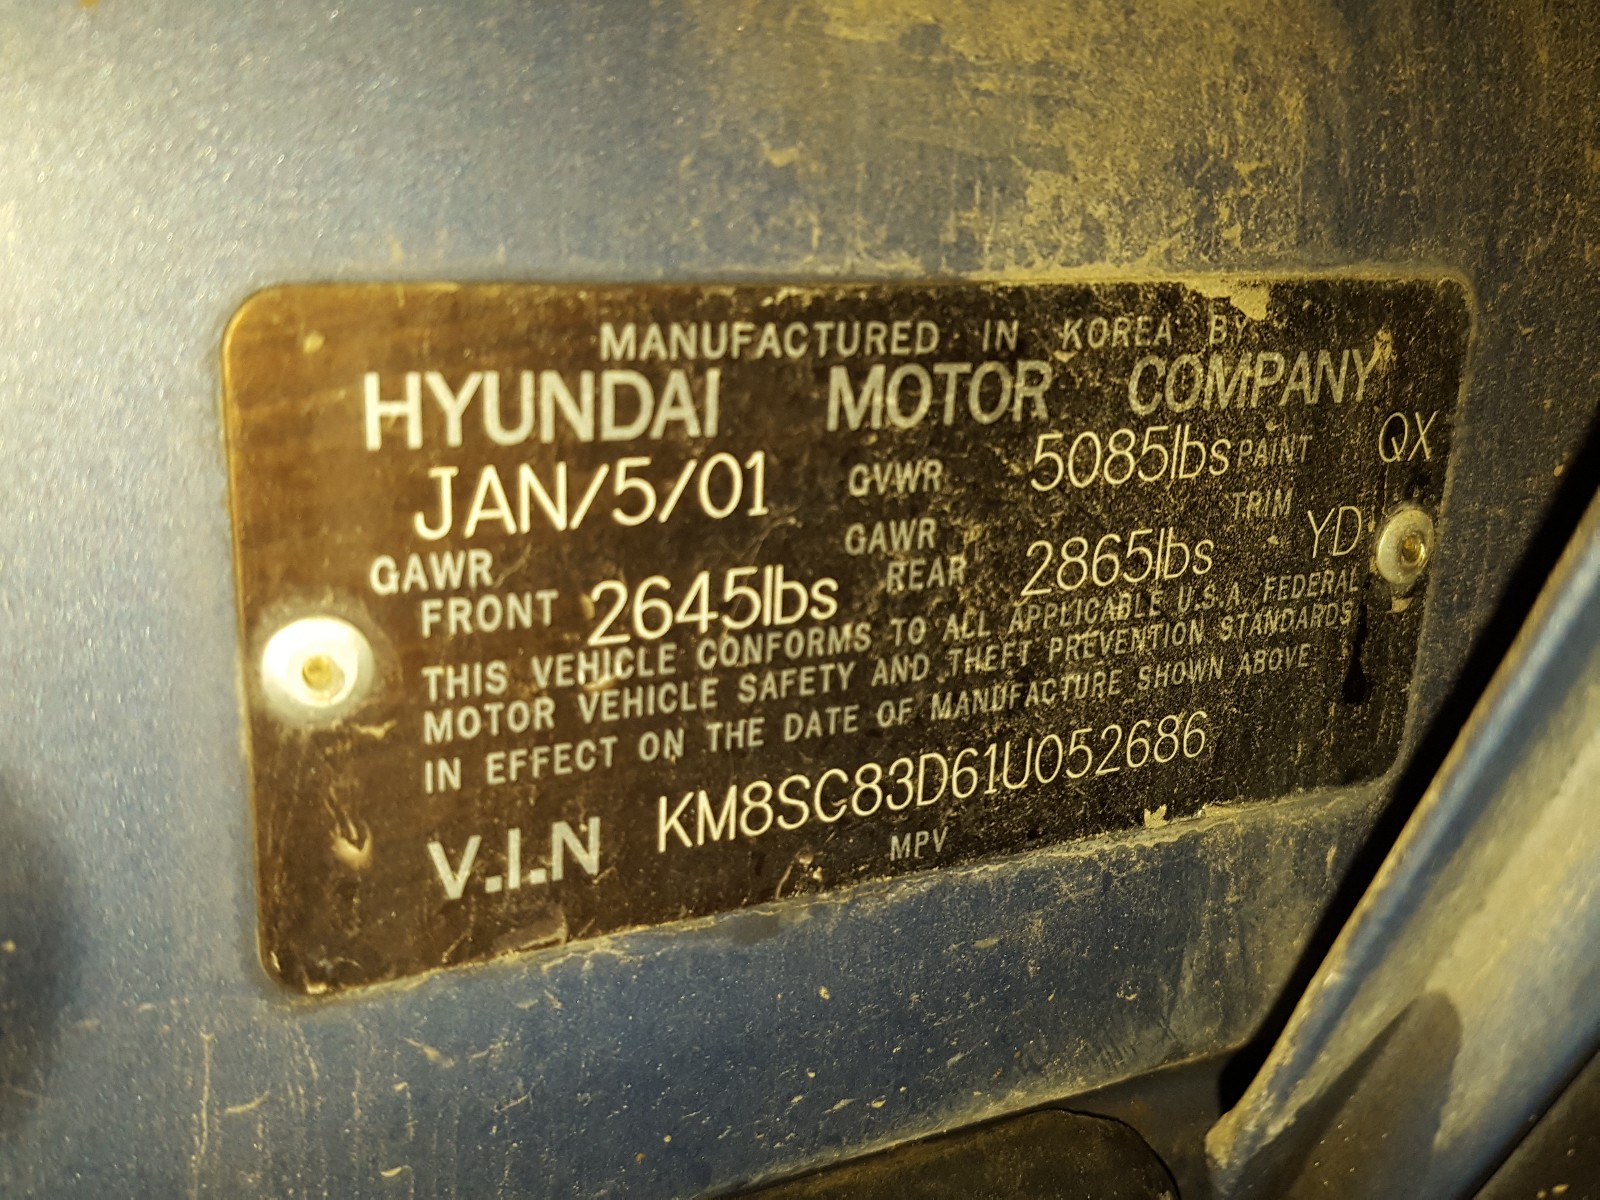 MANUFACTURED IN KOREA BY
HYUNDAI MOTOR COMPANY
JAN/5/01 GVWR 5085lbs PAINT QX
GAWR FRONT 2645lbs GAWR REAR 2865lbs TRIM YD
THIS VEHICLE CONFORMS TO ALL APPLICABLE U.S.A. FEDERAL
MOTOR VEHICLE SAFETY AND THEFT PREVENTION STANDARDS
IN EFFECT ON THE DATE OF MANUFACTURE SHOWN ABOVE
V.I.N KM8SC83D61U052686
MPV